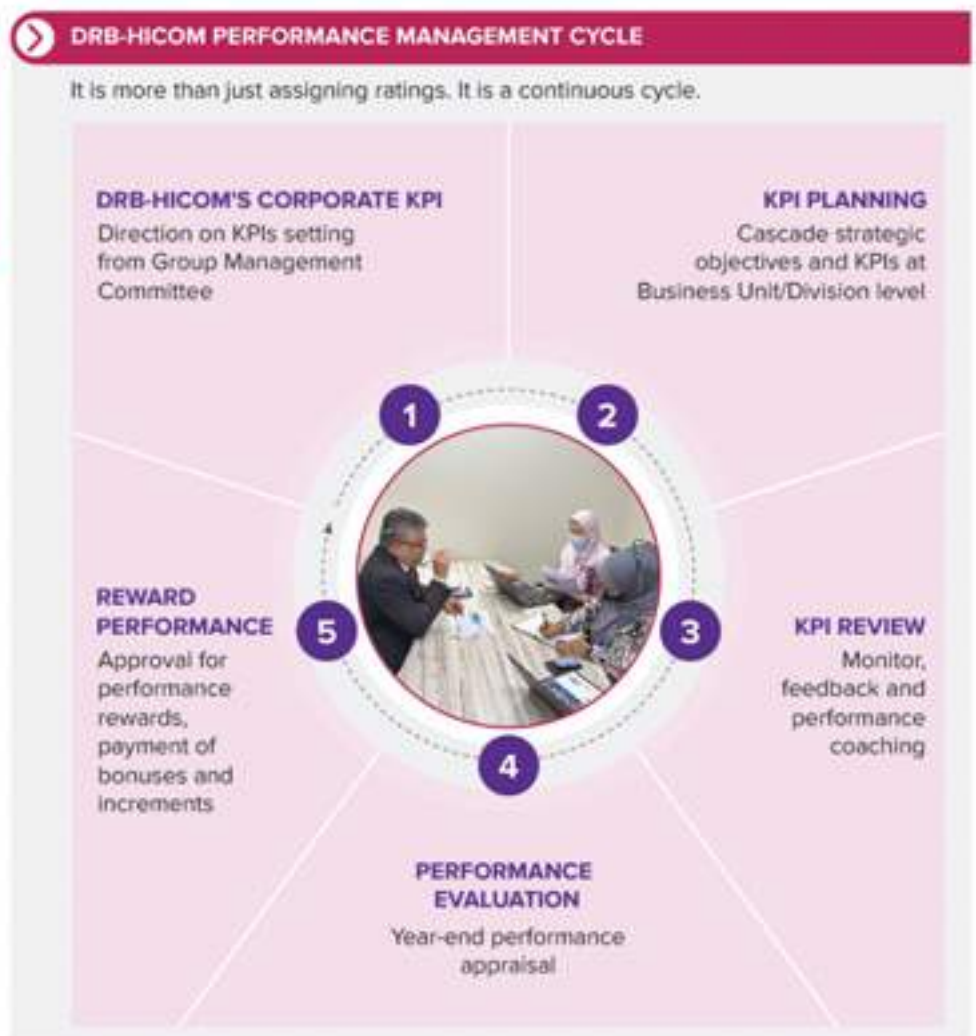 DRB-HICOM PERFORMANCE MANAGEMENT CYCLE
It is more than just assigning ratings. It is a continuous cycle.
DRB-HICOM'S CORPORATE KPI
Direction on KPIs setting
from Group Management
Committee
KPI PLANNING
Cascade strategic
objectives and KPIs at
Business Unit/Division level
1
2
REWARD
PERFORMANCE
Approval for
performance
rewards,
payment of
bonuses and
increments
5
3
KPI REVIEW
Monitor,
feedback and
performance
coaching
4
PERFORMANCE
EVALUATION
Year-end performance
appraisal